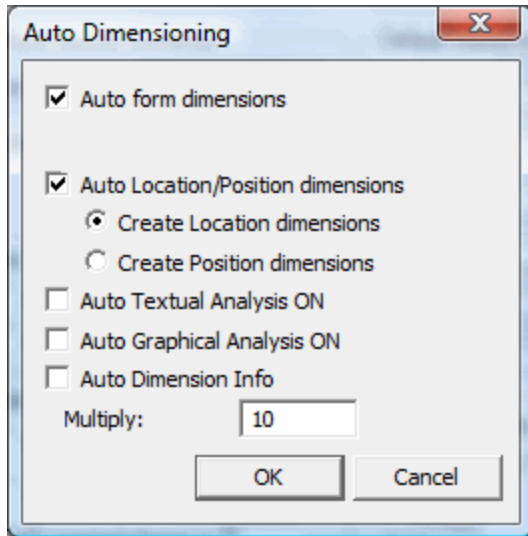 Auto Dimensioning
Auto form dimensions
Auto Location/Position dimensions
Create Location dimensions
Create Position dimensions
Auto Textual Analysis ON
Auto Graphical Analysis ON
Auto Dimension Info
Multiply: 10
OK Cancel